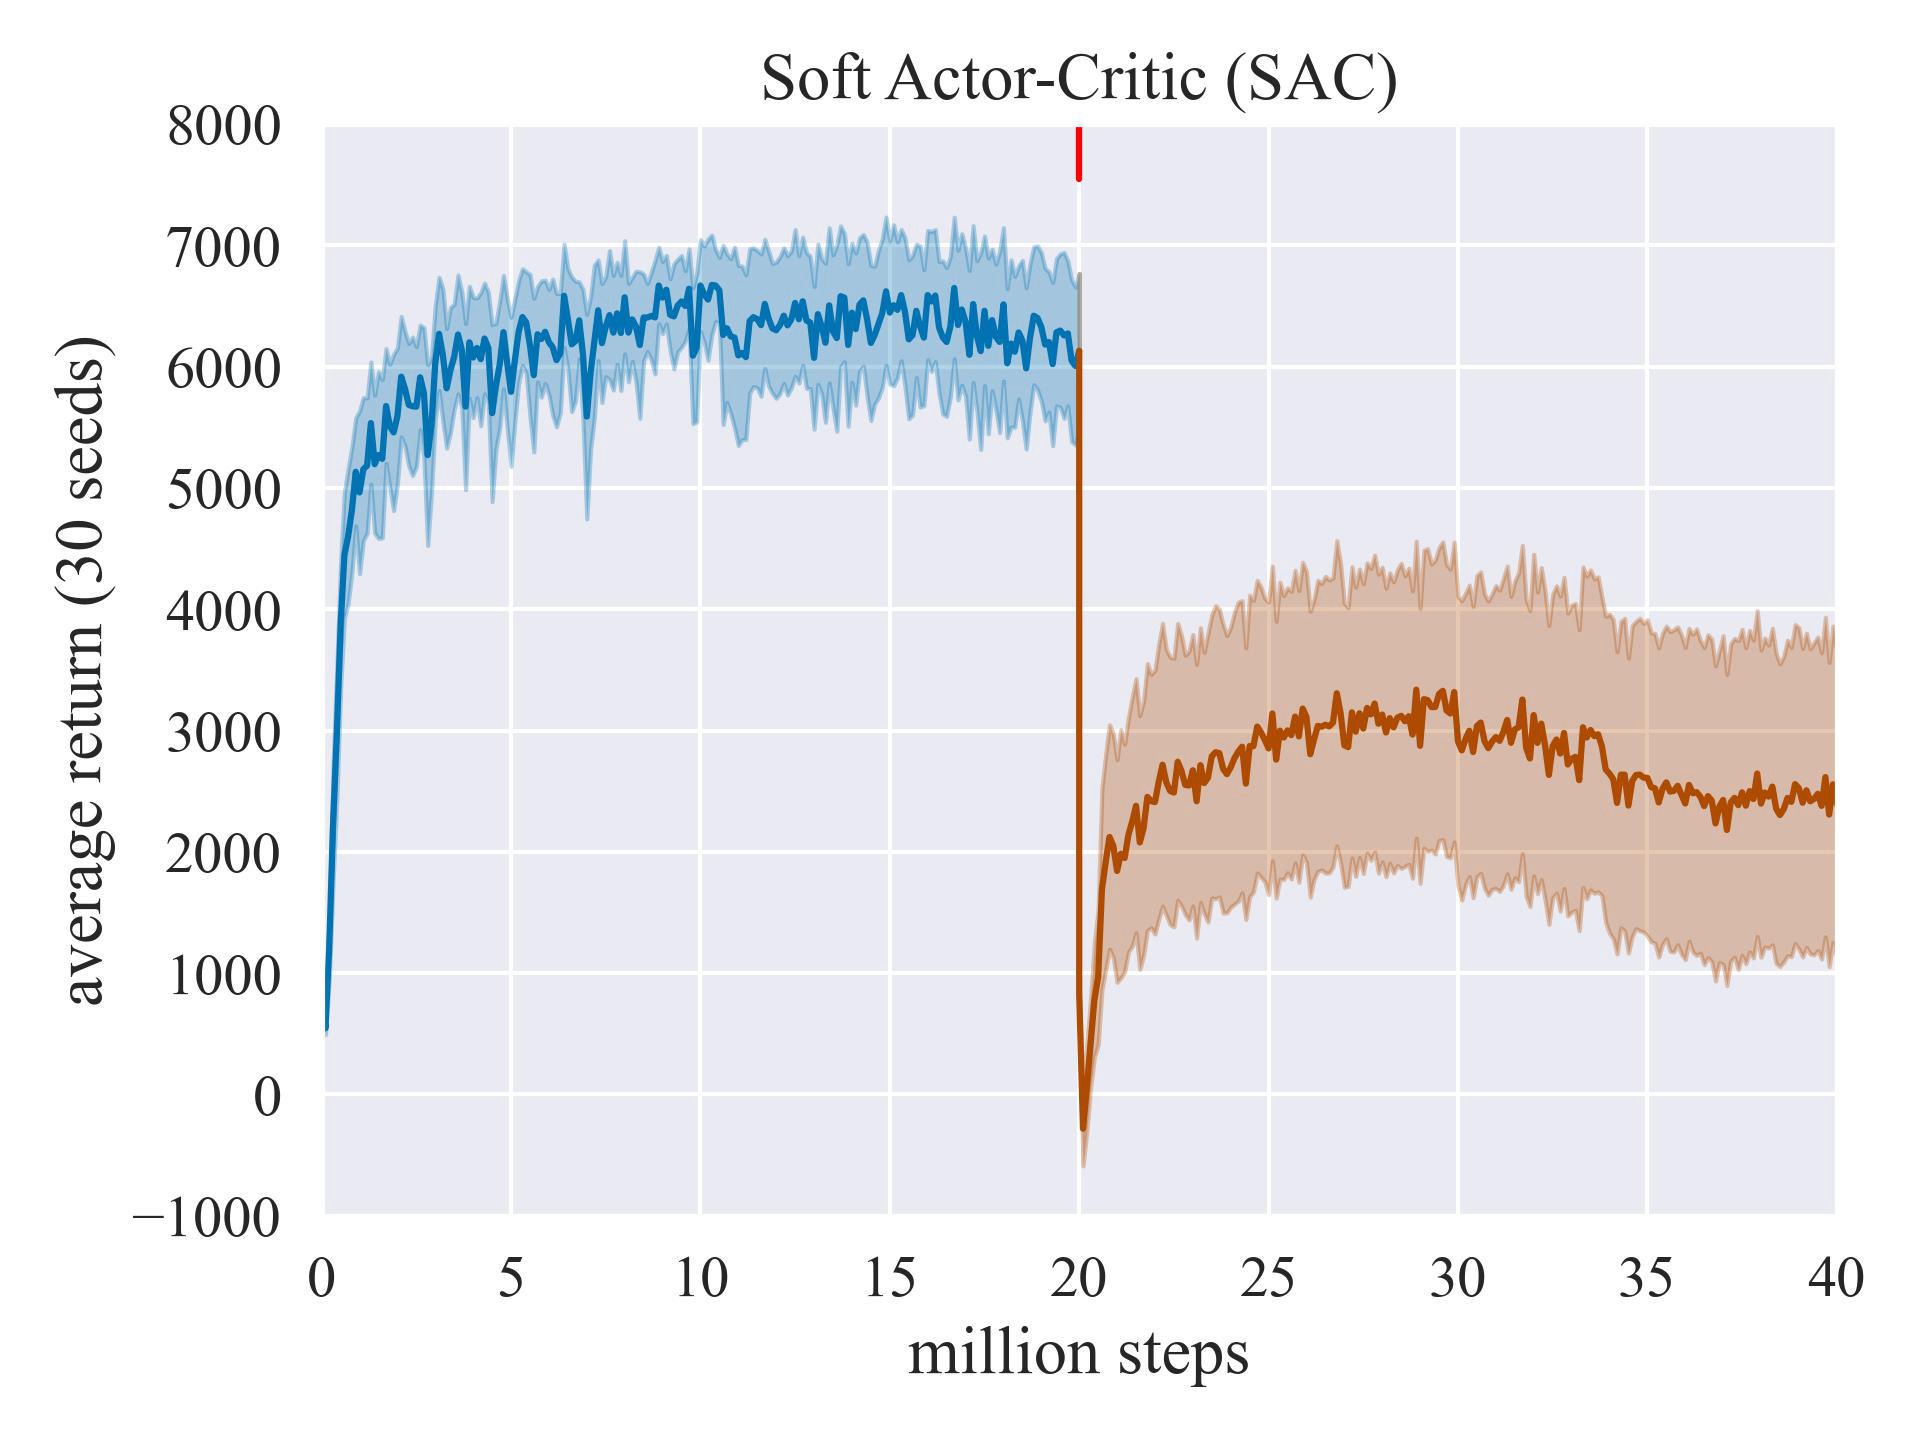 Soft Actor-Critic (SAC)
8000
7000
6000
5000
4000
3000
2000
1000
0
−1000
average return (30 seeds)
0 5 10 15 20 25 30 35 40
million steps